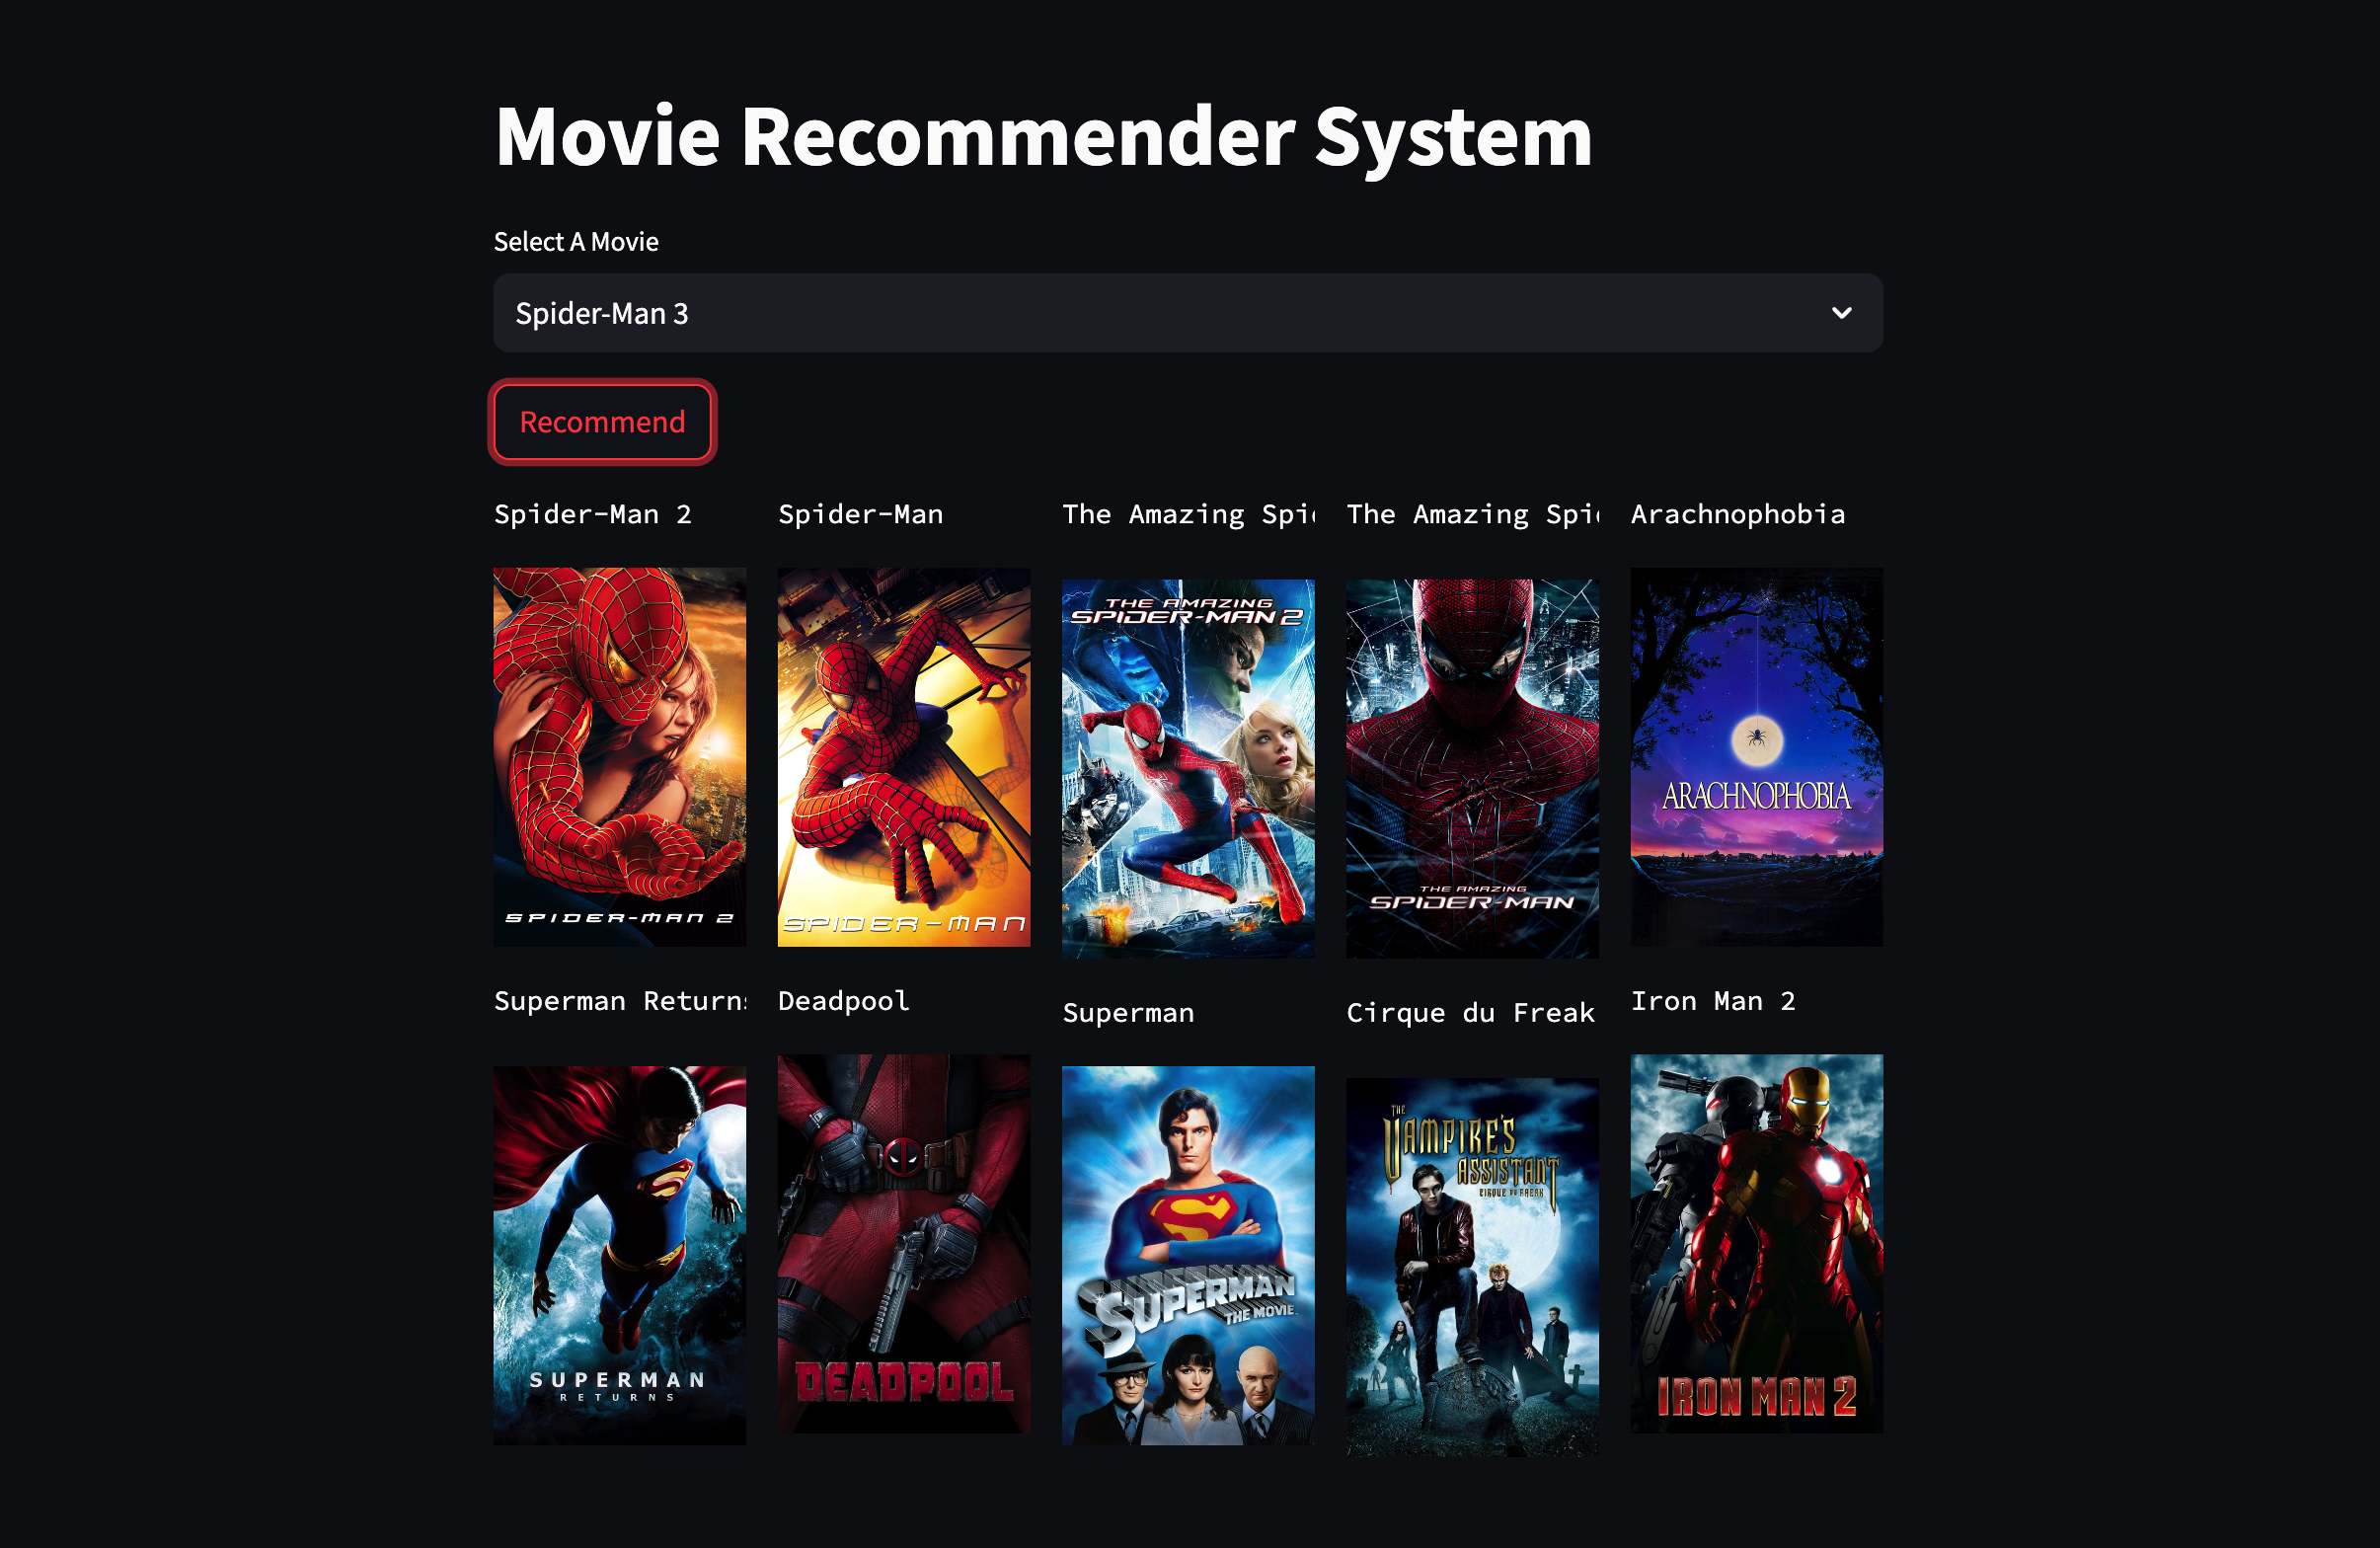 Movie Recommender System
Select A Movie
Spider-Man 3
Recommend
Spider-Man 2
Spider-Man
The Amazing Spi
The Amazing Spi
Arachnophobia
SPIDER-MAN 2
SPIDER-MAN
THE AMAZING
SPIDER-MAN 2
THE AMAZING
SPIDER-MAN
ARACHNOPHOBIA
Superman Returns
Deadpool
Superman
Cirque du Freak
Iron Man 2
SUPERMAN
RETURNS
DEADPOOL
SUPERMAN
THE MOVIE
THE
VAMPIRE'S
ASSISTANT
CIRQUE DU FREAK
IRON MAN 2